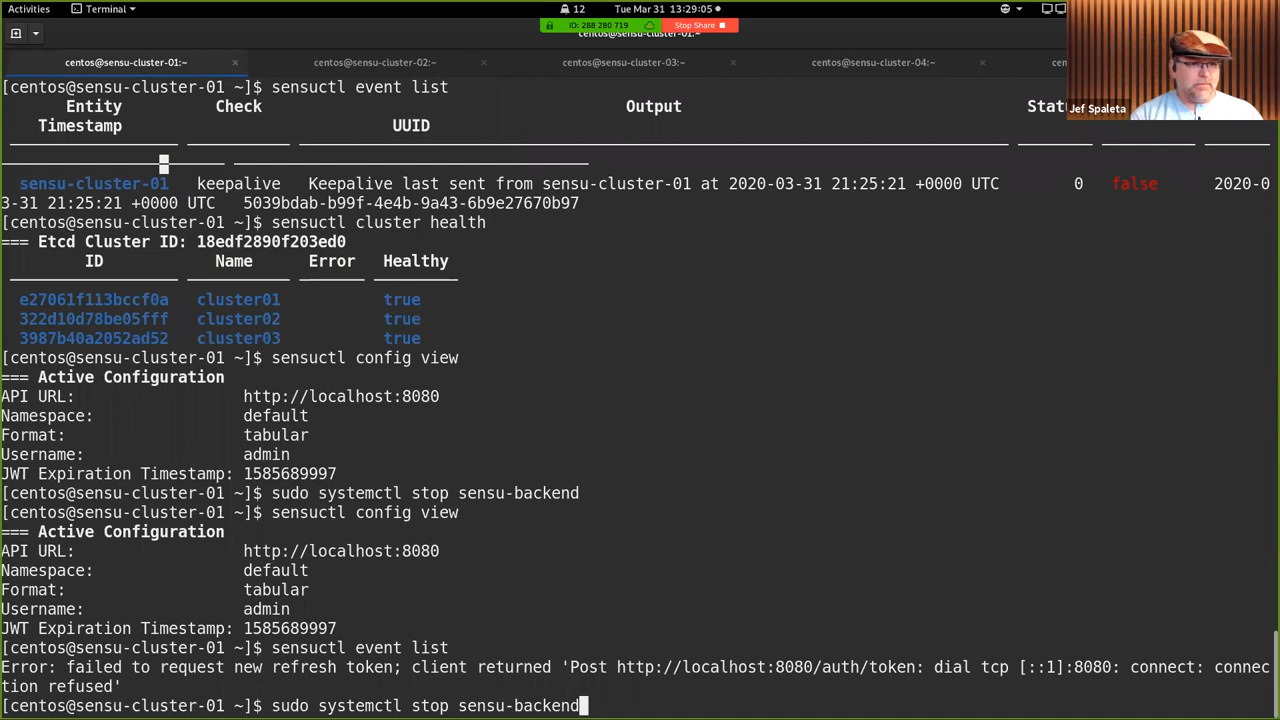 Activities
Terminal
12
Tue Mar 31 13:29:05
ID: 288 280 719
Stop Share
centos@sensu-cluster-01:~
centos@sensu-cluster-01:~
centos@sensu-cluster-02:~
centos@sensu-cluster-03:~
centos@sensu-cluster-04:~
Jef Spaleta
[centos@sensu-cluster-01 ~]$ sensuctl event list
Entity Check Output
Timestamp UUID
sensu-cluster-01 keepalive Keepalive last sent from sensu-cluster-01 at 2020-03-31 21:25:21 +0000 UTC 0 false 2020-0
3-31 21:25:21 +0000 UTC 5039bdab-b99f-4e4b-9a43-6b9e27670b97
[centos@sensu-cluster-01 ~]$ sensuctl cluster health
=== Etcd Cluster ID: 18edf2890f203ed0
ID Name Error Healthy
e27061f113bccf0a cluster01 true
322d10d78be05fff cluster02 true
3987b40a2052ad52 cluster03 true
[centos@sensu-cluster-01 ~]$ sensuctl config view
=== Active Configuration
API URL: http://localhost:8080
Namespace: default
Format: tabular
Username: admin
JWT Expiration Timestamp: 1585689997
[centos@sensu-cluster-01 ~]$ sudo systemctl stop sensu-backend
[centos@sensu-cluster-01 ~]$ sensuctl config view
=== Active Configuration
API URL: http://localhost:8080
Namespace: default
Format: tabular
Username: admin
JWT Expiration Timestamp: 1585689997
[centos@sensu-cluster-01 ~]$ sensuctl event list
Error: failed to request new refresh token; client returned 'Post http://localhost:8080/auth/token: dial tcp [::1]:8080: connect: connec
tion refused'
[centos@sensu-cluster-01 ~]$ sudo systemctl stop sensu-backend